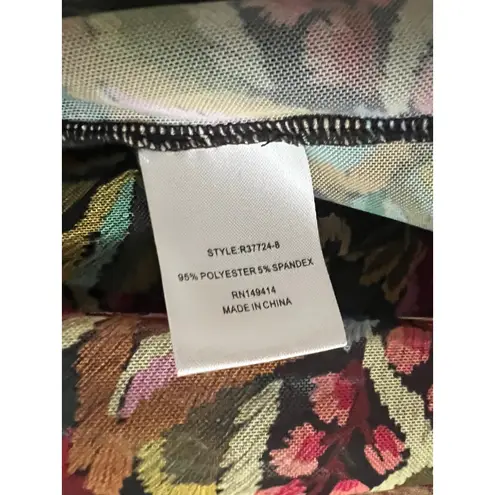 STYLE:R37724-8
95% POLYESTER 5% SPANDEX
RN149414
MADE IN CHINA